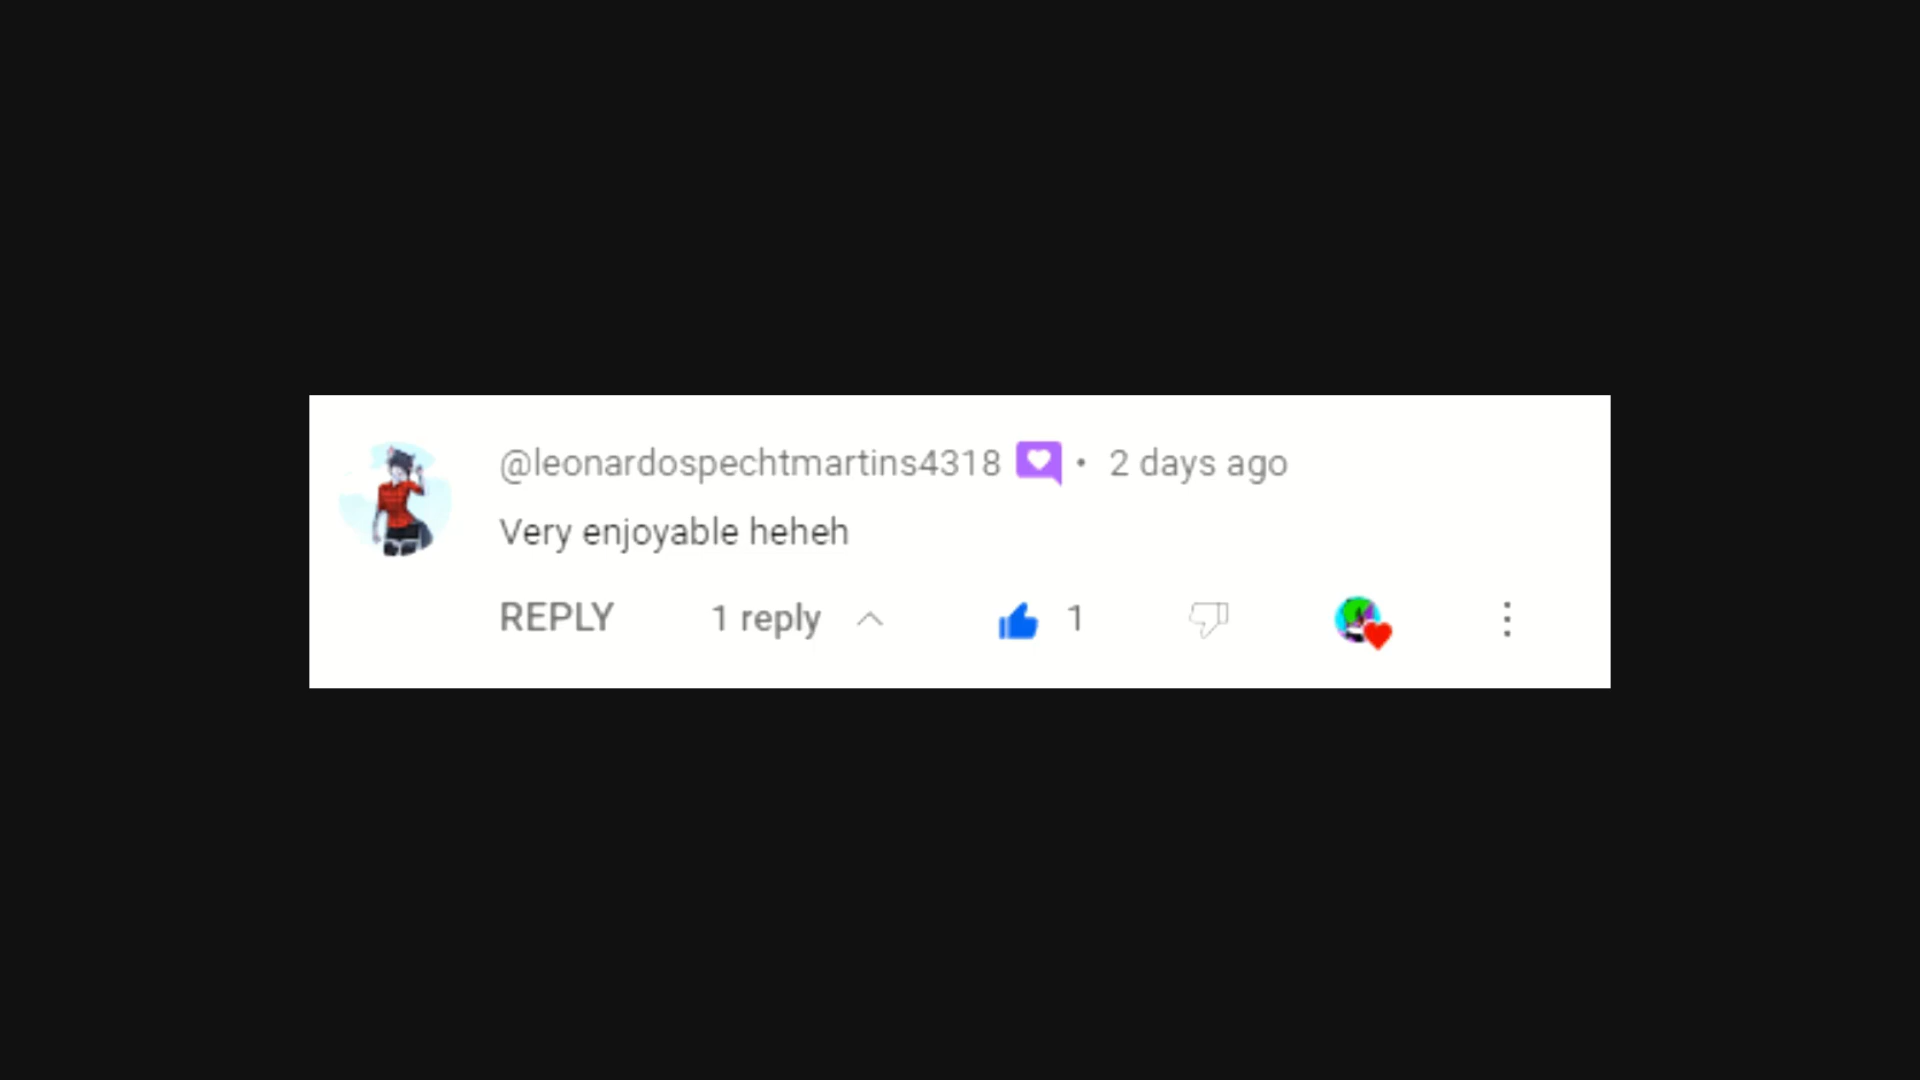 @leonardospechtmartins4318 • 2 days ago
Very enjoyable heheh
REPLY 1 reply 1